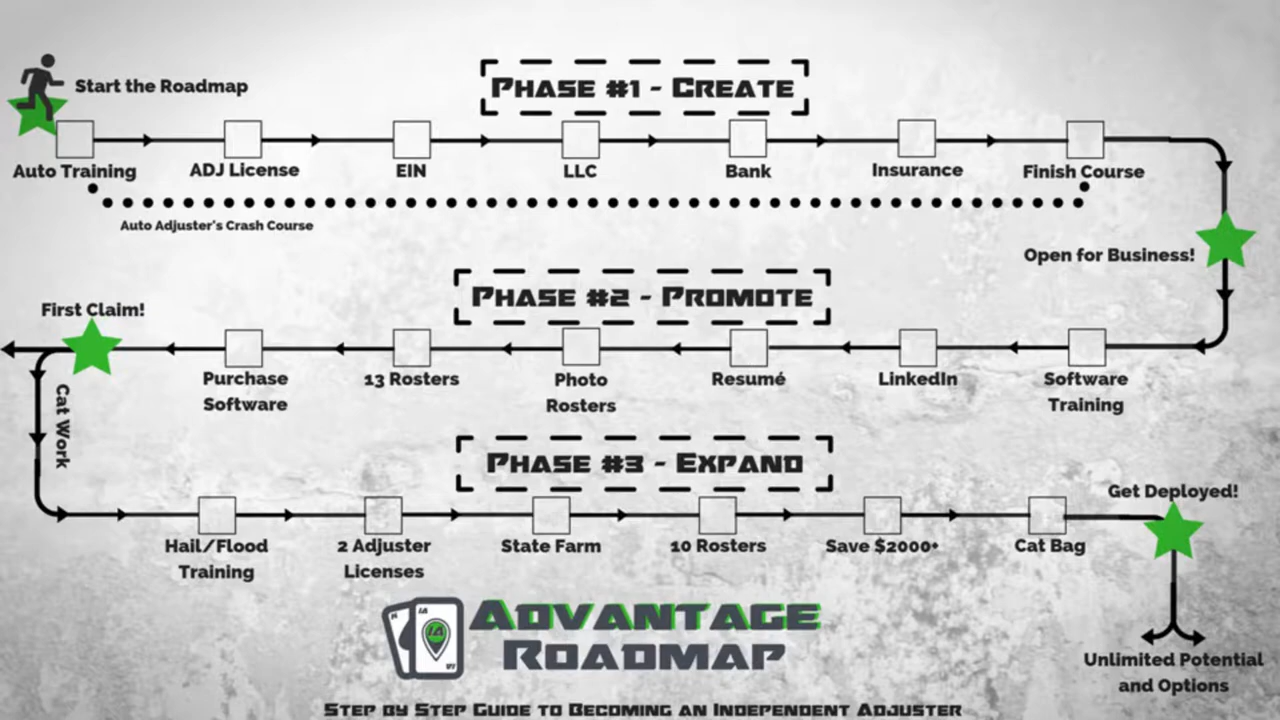 Start the Roadmap
PHASE #1 - CREATE
Auto Training
ADJ License
EIN
LLC
Bank
Insurance
Finish Course
Auto Adjuster's Crash Course
Open for Business!
PHASE #2 - PROMOTE
First Claim!
Software
Training
LinkedIn
Resumé
Photo
Rosters
13 Rosters
Purchase
Software
Cat Work
PHASE #3 - EXPAND
Hail/Flood
Training
2 Adjuster
Licenses
State Farm
10 Rosters
Save $2000+
Cat Bag
Get Deployed!
Unlimited Potential
and Options
IA
IA
IA
ADVANTAGE
ROADMAP
STEP BY STEP GUIDE TO BECOMING AN INDEPENDENT ADJUSTER